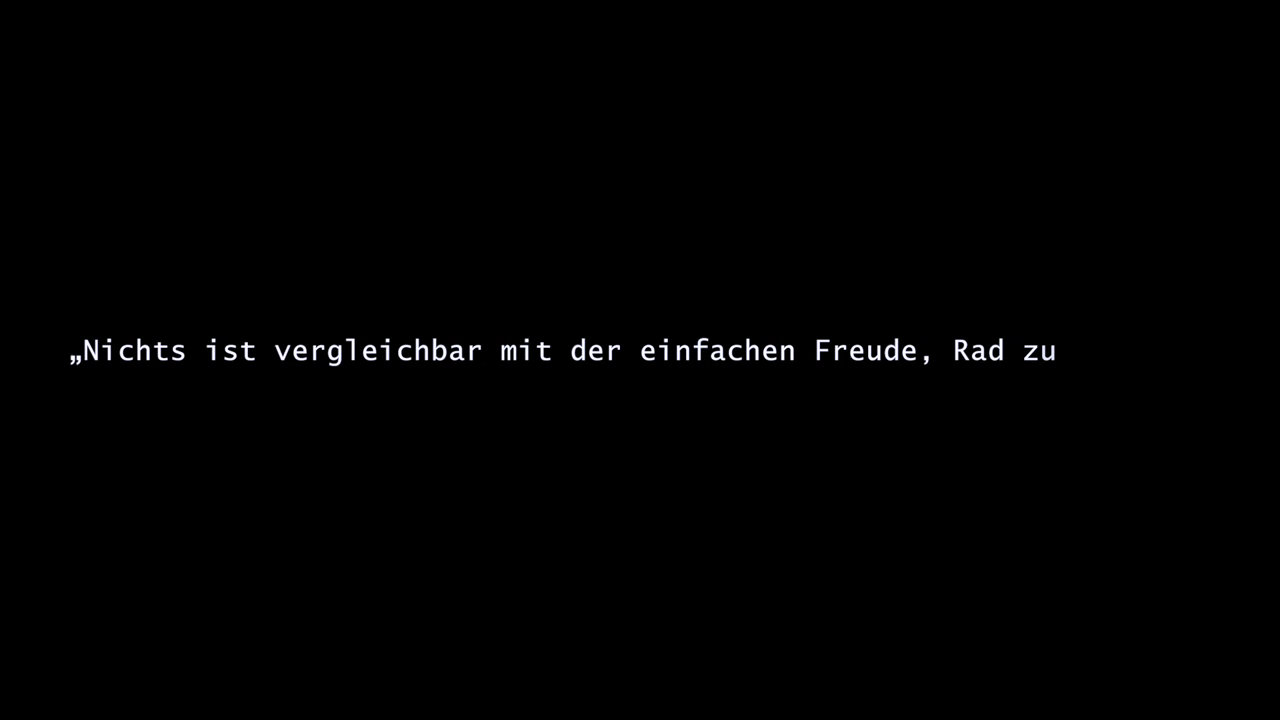 „Nichts ist vergleichbar mit der einfachen Freude, Rad zu